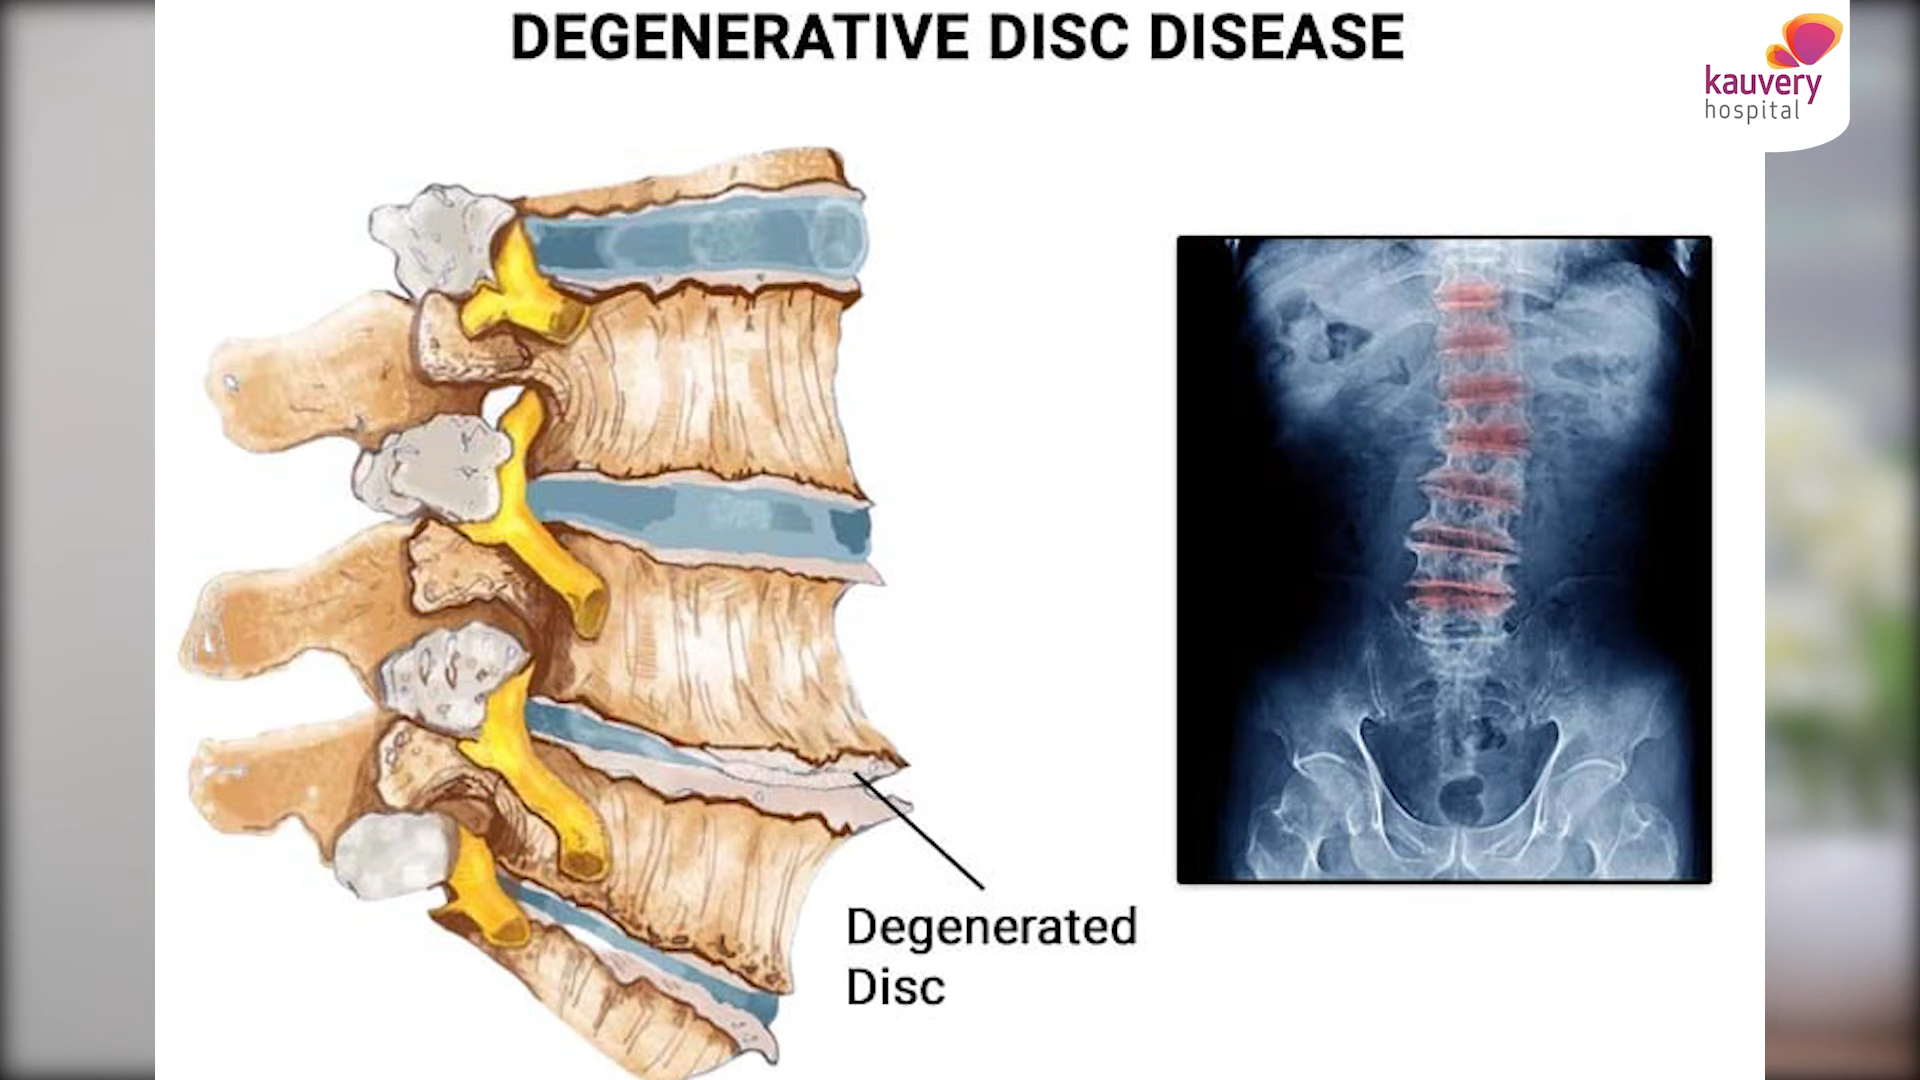 DEGENERATIVE DISC DISEASE
kauvery
hospital
Degenerated
Disc